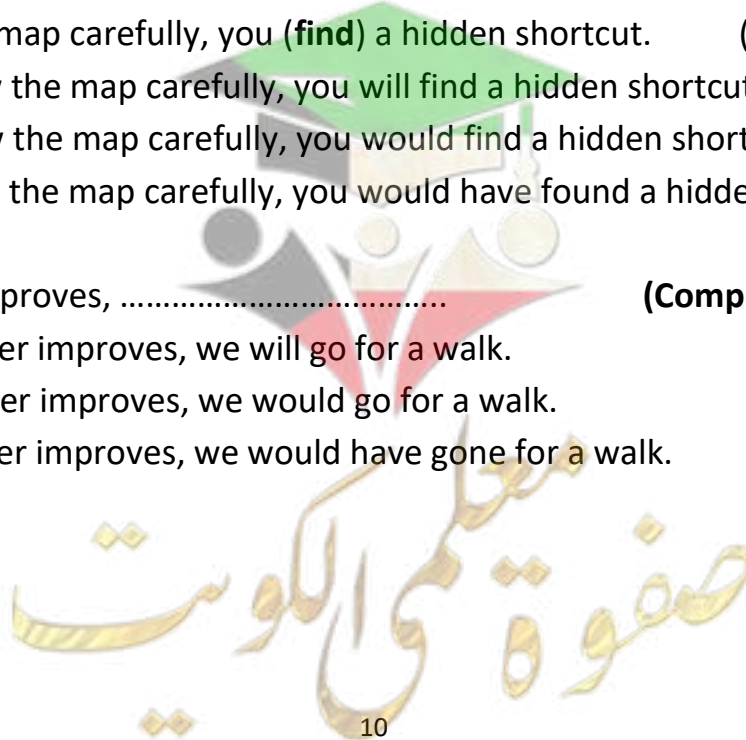 map carefully, you (find) a hidden shortcut. (
the map carefully, you will find a hidden shortcut
the map carefully, you would find a hidden short
the map carefully, you would have found a hidde
proves, ………………………………..
(Comp
er improves, we will go for a walk.
er improves, we would go for a walk.
er improves, we would have gone for a walk.
صفوة معلمى الكويت
10